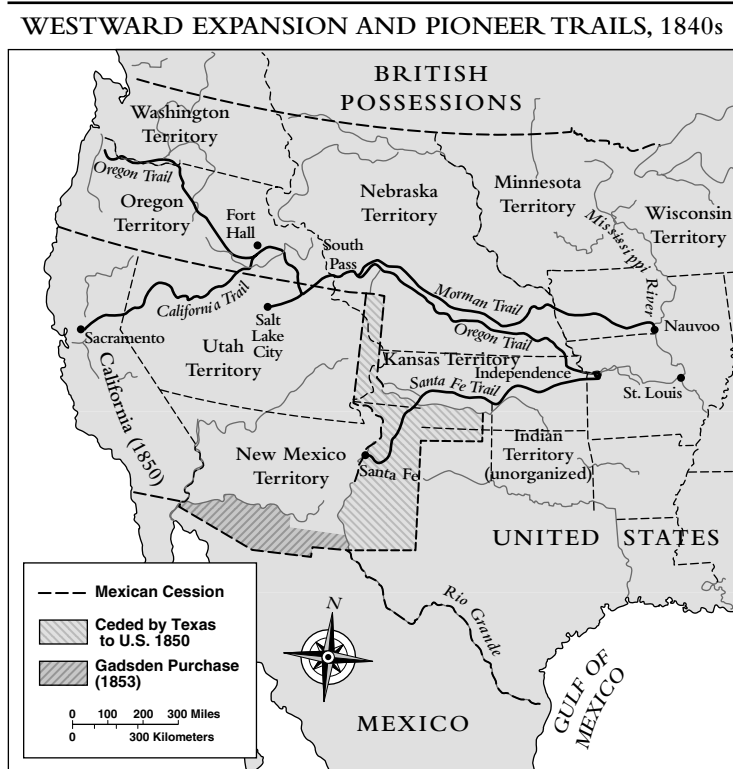 WESTWARD EXPANSION AND PIONEER TRAILS, 1840s
BRITISH
POSSESSIONS
Washington
Territory
Oregon Trail
Oregon
Territory
Fort
Hall
Nebraska
Territory
Minnesota
Territory
Wisconsin
Territory
Mississippi River
South
Pass
California Trail
Sacramento
Salt
Lake
City
Utah
Territory
Morman Trail
Oregon Trail
Nauvoo
Kansas Territory
Independence
Santa Fe Trail
St. Louis
California (1850)
New Mexico
Territory
Santa Fe
Indian
Territory
(unorganized)
UNITED STATES
Rio Grande
MEXICO
GULF OF
MEXICO
N
Mexican Cession
Ceded by Texas
to U.S. 1850
Gadsden Purchase
(1853)
0 100 200 300 Miles
0 300 Kilometers